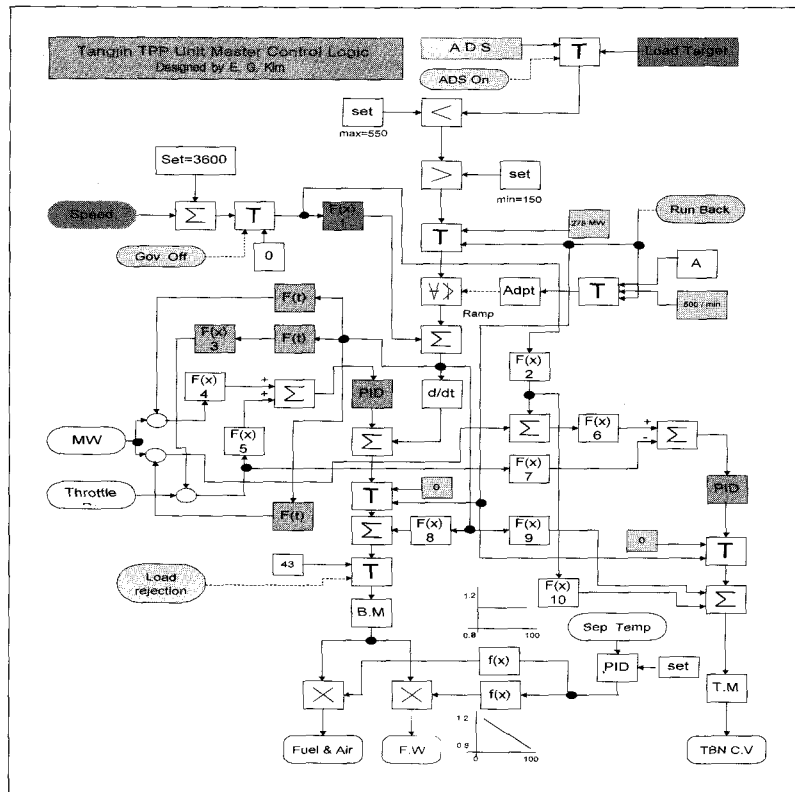 Tangjin TPP Unit Master Control Logic
Designed by E. G. Kim
A D S
T
Load Target
ADS On
set
<
max=550
Set=3600
>
set
min=150
Speed
Σ
T
F(x)
1
T
278 MW
Run Back
Gov. Off
0
A
Adpt
T
500 / min
Ramp
F(t)
F(x)
3
F(t)
Σ
F(x)
2
F(x)
4
+
+
Σ
PID
d/dt
MW
F(x)
5
Σ
Σ
F(x)
6
+
-
Σ
F(x)
7
Throttle
F(t)
T
0
PID
Σ
F(x)
8
F(x)
9
0
T
43
T
Load
rejection
F(x)
10
Σ
B.M
1.2
0.8
100
Sep Temp
f(x)
PID
set
T.M
f(x)
1.2
0.8
100
Fuel & Air
F.W
TBN C.V